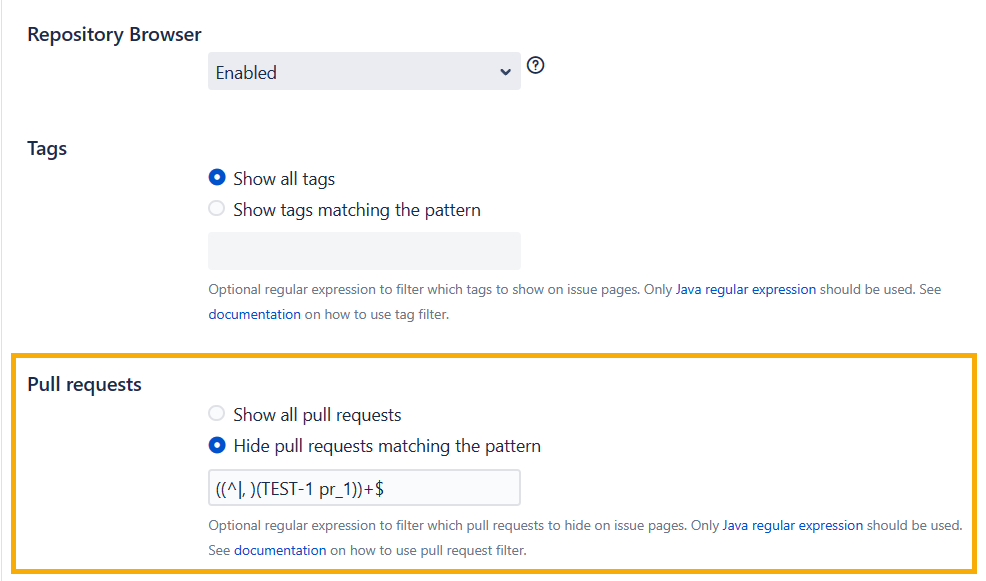 Repository Browser
Enabled
Tags
Show all tags
Show tags matching the pattern
Optional regular expression to filter which tags to show on issue pages. Only Java regular expression should be used. See
documentation on how to use tag filter.
Pull requests
Show all pull requests
Hide pull requests matching the pattern
((^|, )(TEST-1 pr_1))+$
Optional regular expression to filter which pull requests to hide on issue pages. Only Java regular expression should be used.
See documentation on how to use pull request filter.